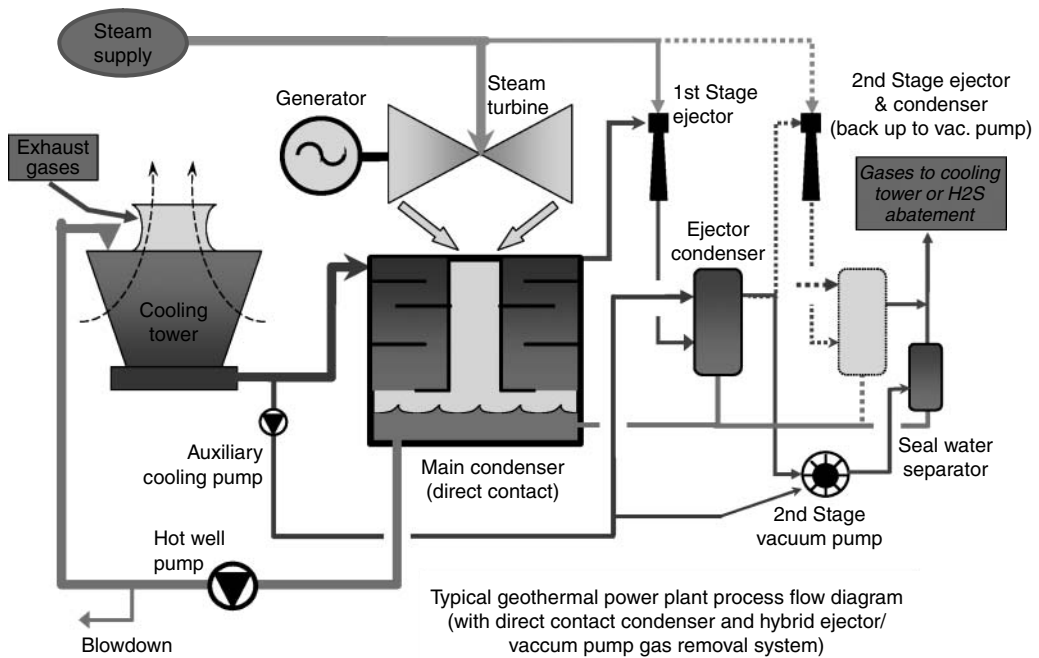 Steam
supply
Generator
Steam
turbine
1st Stage
ejector
2nd Stage ejector
& condenser
(back up to vac. pump)
Exhaust
gases
Gases to cooling
tower or H2S
abatement
Cooling
tower
Ejector
condenser
Auxiliary
cooling pump
Main condenser
(direct contact)
Seal water
separator
2nd Stage
vacuum pump
Hot well
pump
Blowdown
Typical geothermal power plant process flow diagram
(with direct contact condenser and hybrid ejector/
vaccum pump gas removal system)